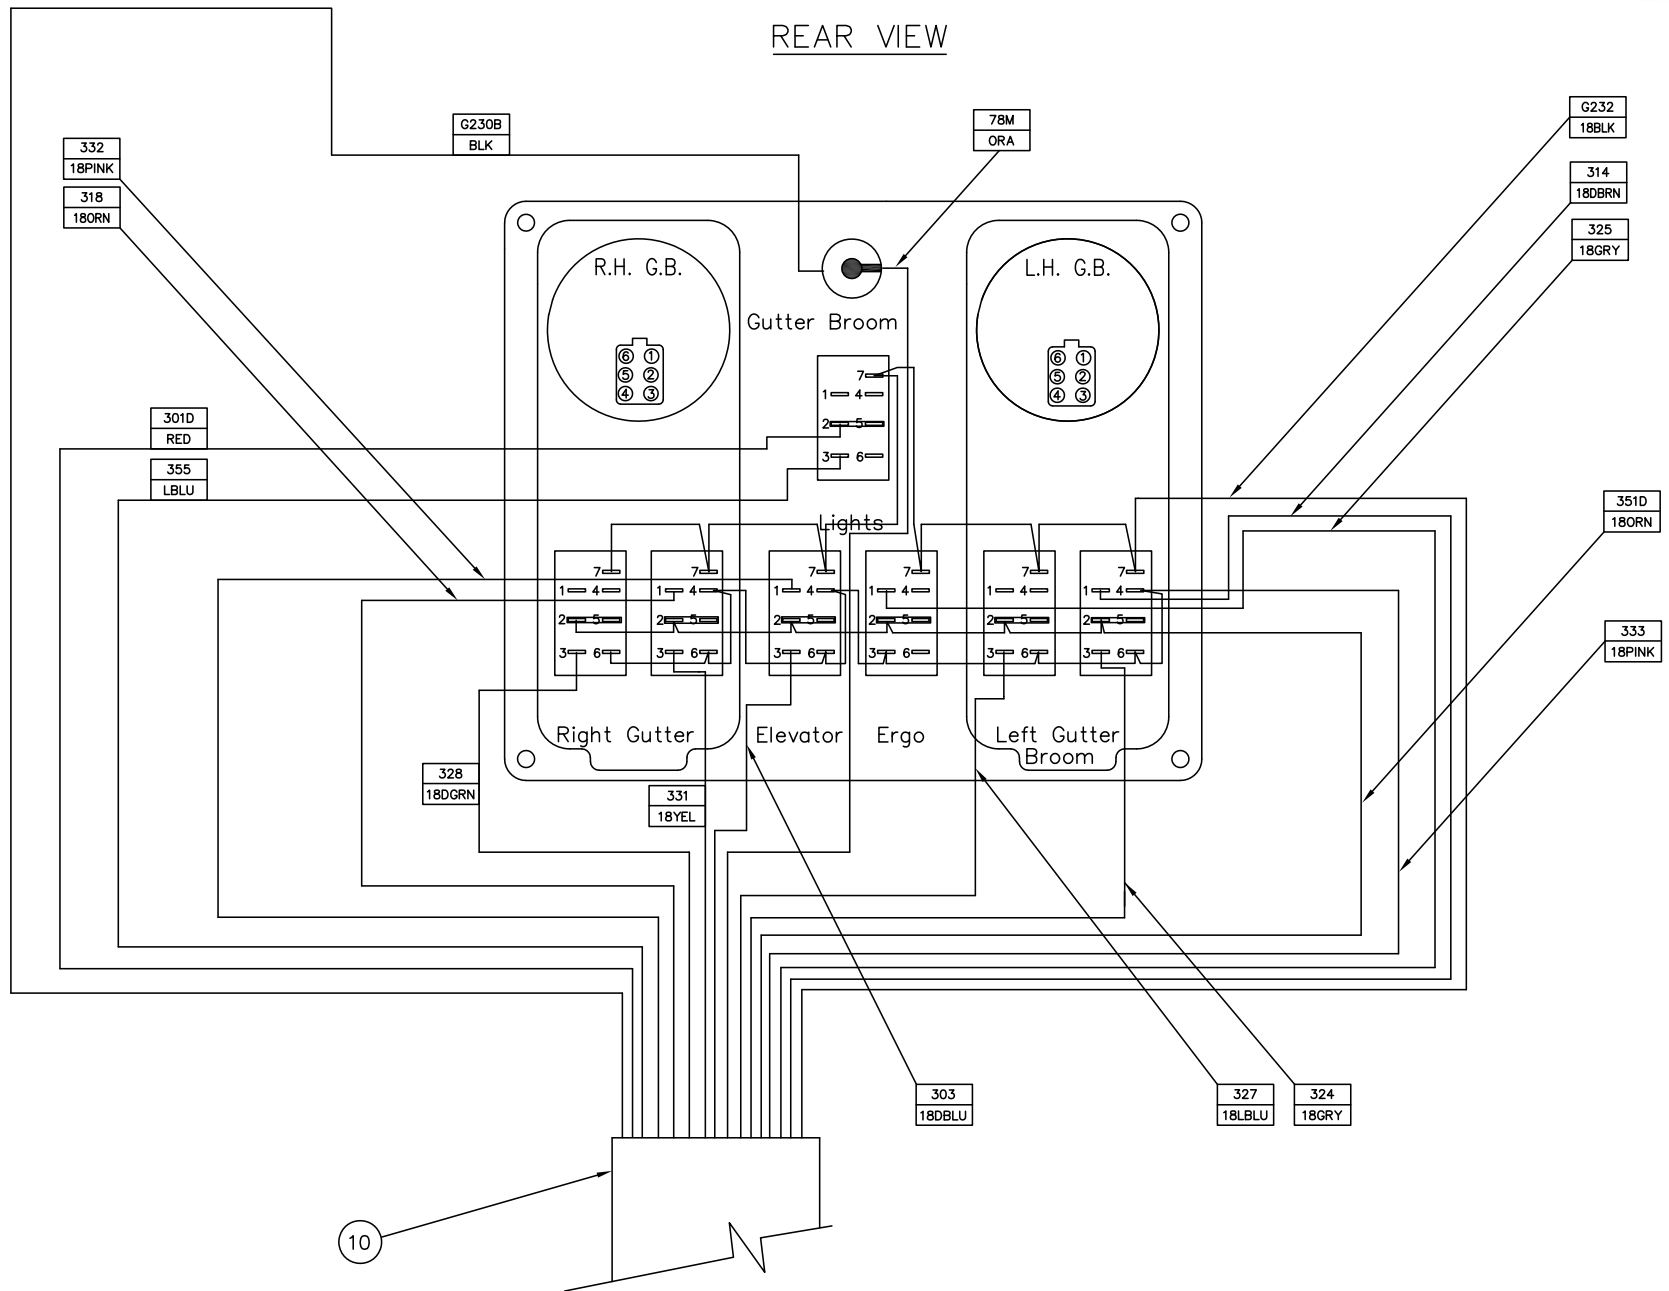 REAR VIEW
G230B
BLK
78M
ORA
G232
18BLK
332
18PINK
318
18ORN
314
18DBRN
325
18GRY
R.H. G.B.
L.H. G.B.
Gutter Broom
6 1
5 2
4 3
6 1
5 2
4 3
7
1 4
2 5
3 6
301D
RED
355
LBLU
351D
18ORN
Lights
7 7 7 7 7 7
1 4 1 4 1 4 1 4 1 4 1 4
2 5 2 5 2 5 2 5 2 5 2 5
3 6 3 6 3 6 3 6 3 6 3 6
333
18PINK
Right Gutter Elevator Ergo Left Gutter
Broom
328
18DGRN
331
18YEL
303
18DBLU
327
18LBLU
324
18GRY
10